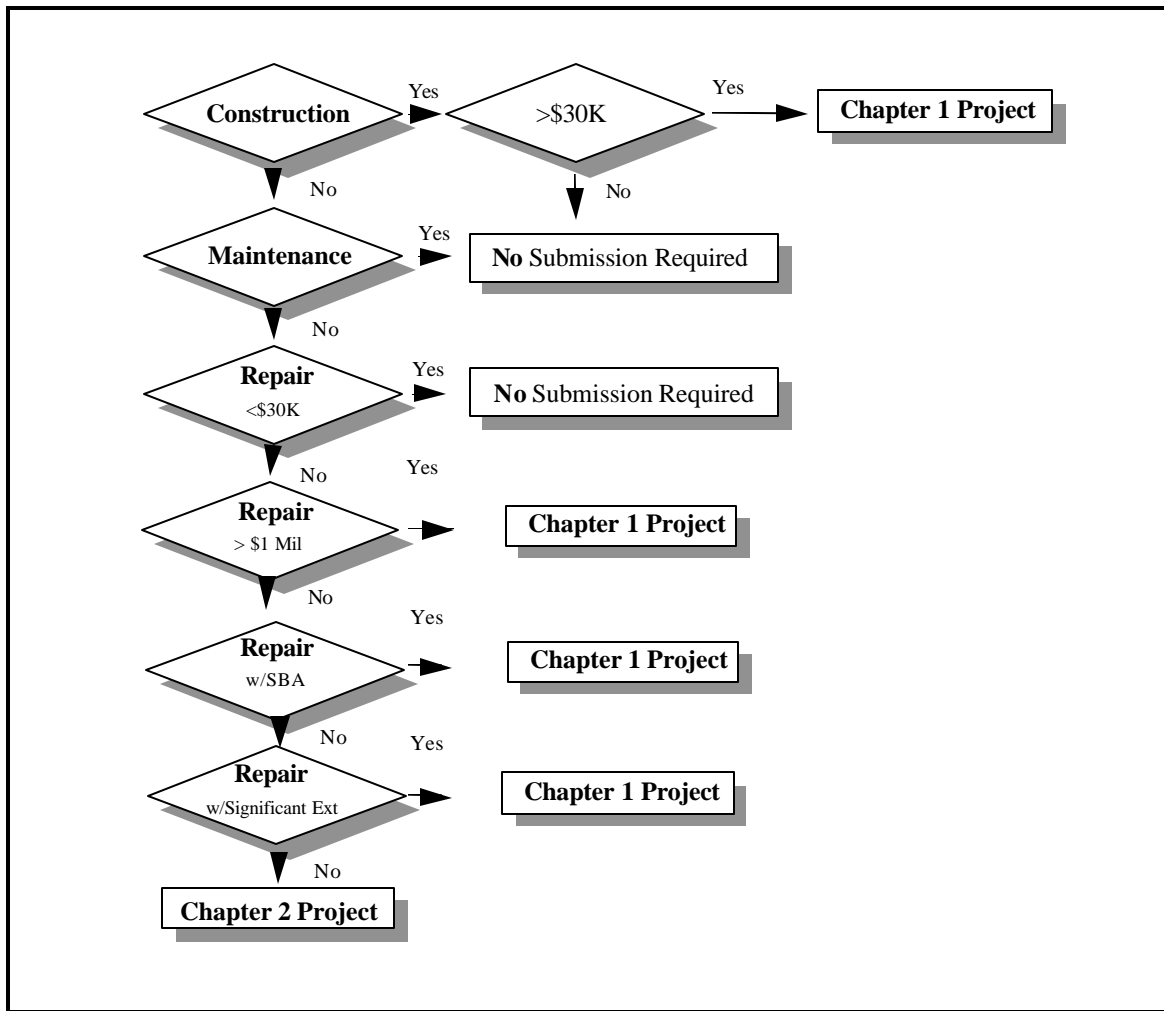 Construction
Yes
>$30K
Yes
Chapter 1 Project
No
No
Maintenance
Yes
No Submission Required
No
Repair
<$30K
Yes
No Submission Required
No
Yes
Repair
> $1 Mil
Chapter 1 Project
No
Yes
Repair
w/SBA
Chapter 1 Project
No
Yes
Repair
w/Significant Ext
Chapter 1 Project
No
Chapter 2 Project